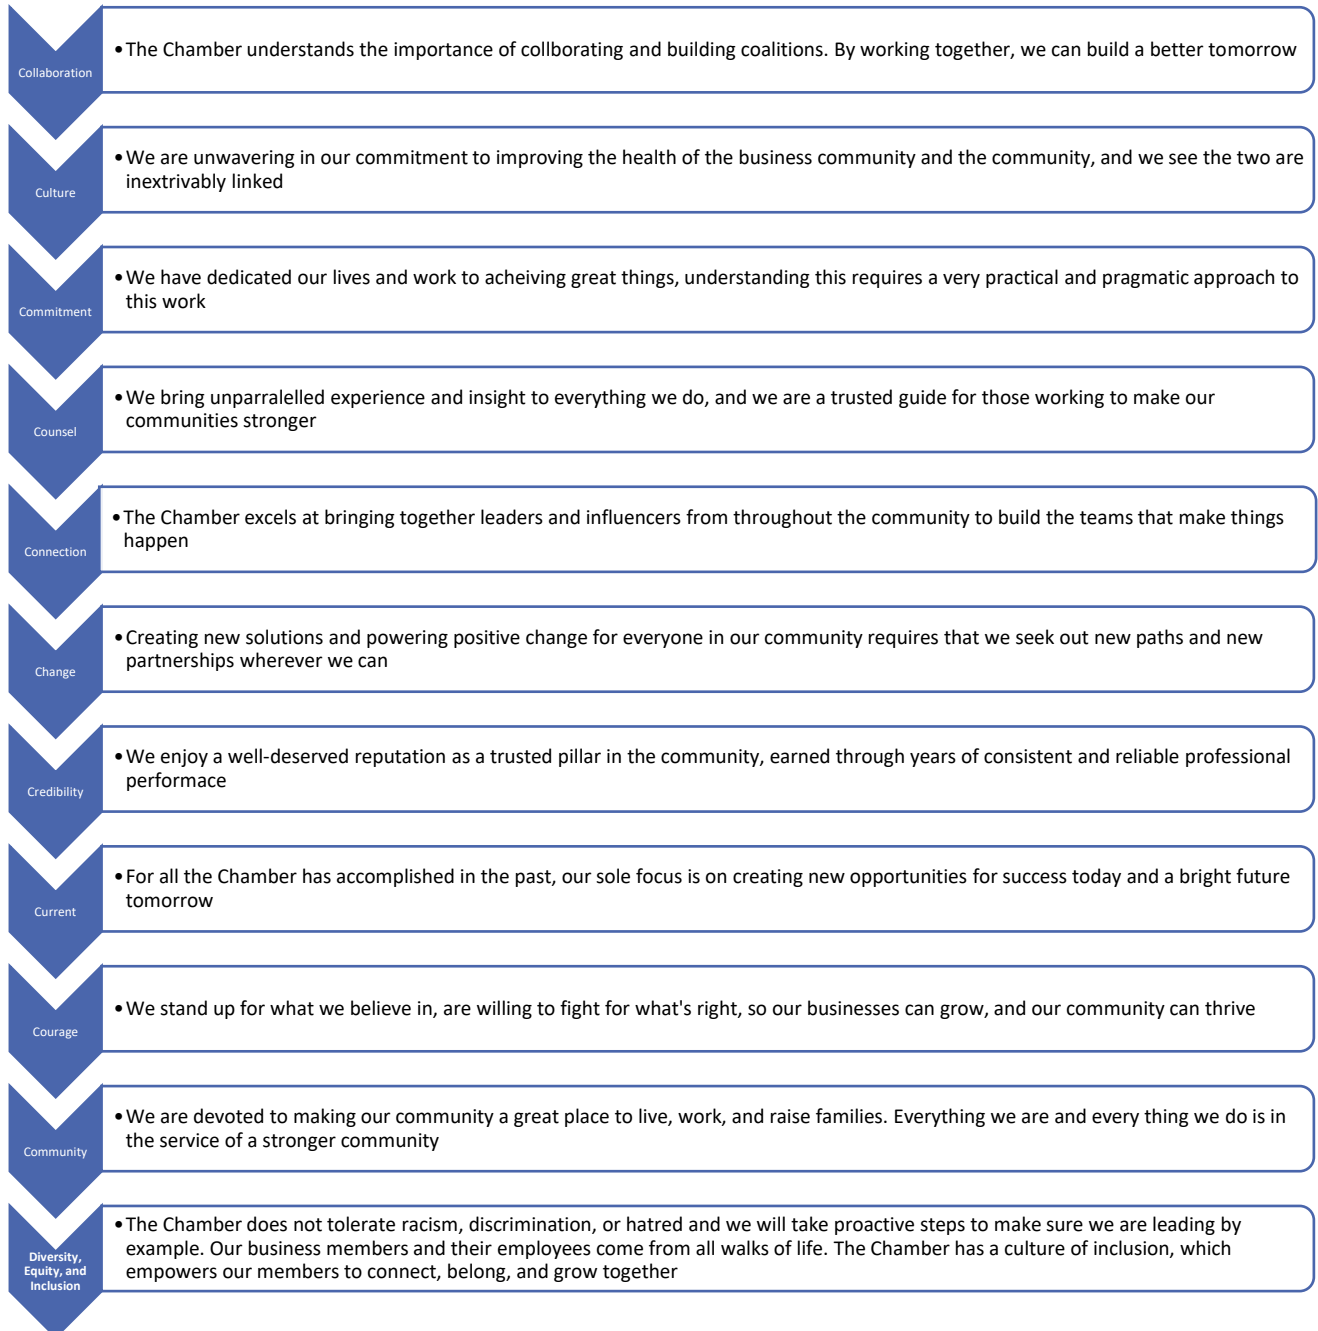 Collaboration
•The Chamber understands the importance of collborating and building coalitions. By working together, we can build a better tomorrow
Culture
•We are unwavering in our commitment to improving the health of the business community and the community, and we see the two are
inextrivably linked
Commitment
•We have dedicated our lives and work to acheiving great things, understanding this requires a very practical and pragmatic approach to
this work
Counsel
•We bring unparralelled experience and insight to everything we do, and we are a trusted guide for those working to make our
communities stronger
Connection
•The Chamber excels at bringing together leaders and influencers from throughout the community to build the teams that make things
happen
Change
•Creating new solutions and powering positive change for everyone in our community requires that we seek out new paths and new
partnerships wherever we can
Credibility
•We enjoy a well-deserved reputation as a trusted pillar in the community, earned through years of consistent and reliable professional
performace
Current
•For all the Chamber has accomplished in the past, our sole focus is on creating new opportunities for success today and a bright future
tomorrow
Courage
•We stand up for what we believe in, are willing to fight for what's right, so our businesses can grow, and our community can thrive
Community
•We are devoted to making our community a great place to live, work, and raise families. Everything we are and every thing we do is in
the service of a stronger community
Diversity,
Equity, and
Inclusion
•The Chamber does not tolerate racism, discrimination, or hatred and we will take proactive steps to make sure we are leading by
example. Our business members and their employees come from all walks of life. The Chamber has a culture of inclusion, which
empowers our members to connect, belong, and grow together